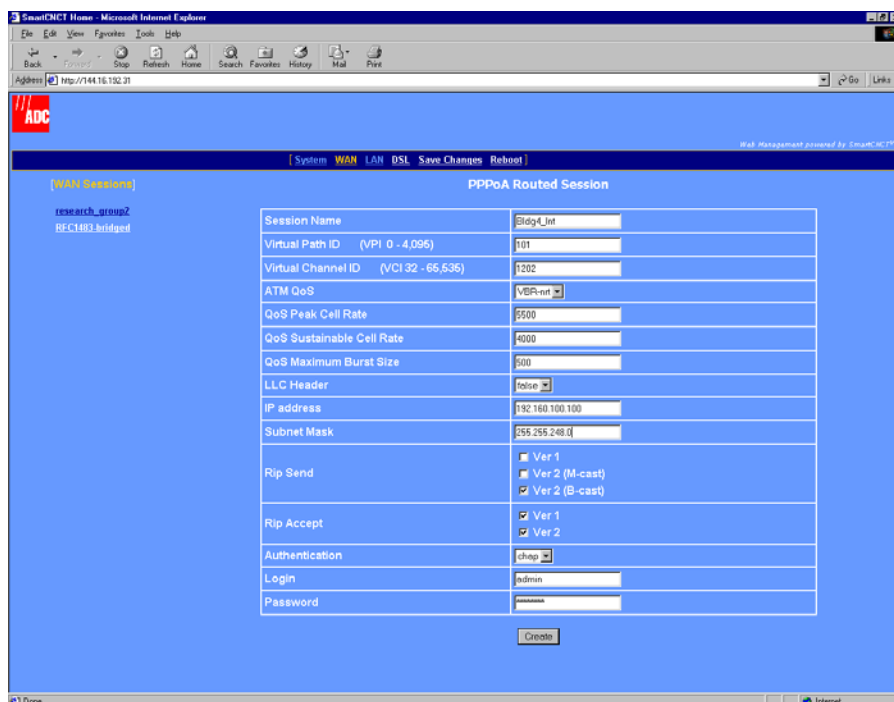 SmartCNCT Home - Microsoft Internet Explorer
File Edit View Favorites Tools Help
Back Forward Stop Refresh Home Search Favorites History Mail Print
Address http://144.16.192.31 Go Links
ADC
Web Management powered by SmartCNCT
[ System WAN LAN DSL Save Changes Reboot ]
[WAN Sessions]
research_group2
RFC1483-bridged
PPPoA Routed Session
Session Name Bldg4_Int
Virtual Path ID (VPI 0 - 4,095) 101
Virtual Channel ID (VCI 32 - 65,535) 1202
ATM QoS VBR-nrt
QoS Peak Cell Rate 5500
QoS Sustainable Cell Rate 4000
QoS Maximum Burst Size 500
LLC Header false
IP address 192.160.100.100
Subnet Mask 255.255.248.0
Rip Send
Ver 1
Ver 2 (M-cast)
Ver 2 (B-cast)
Rip Accept
Ver 1
Ver 2
Authentication chap
Login admin
Password
Create
Done Internet